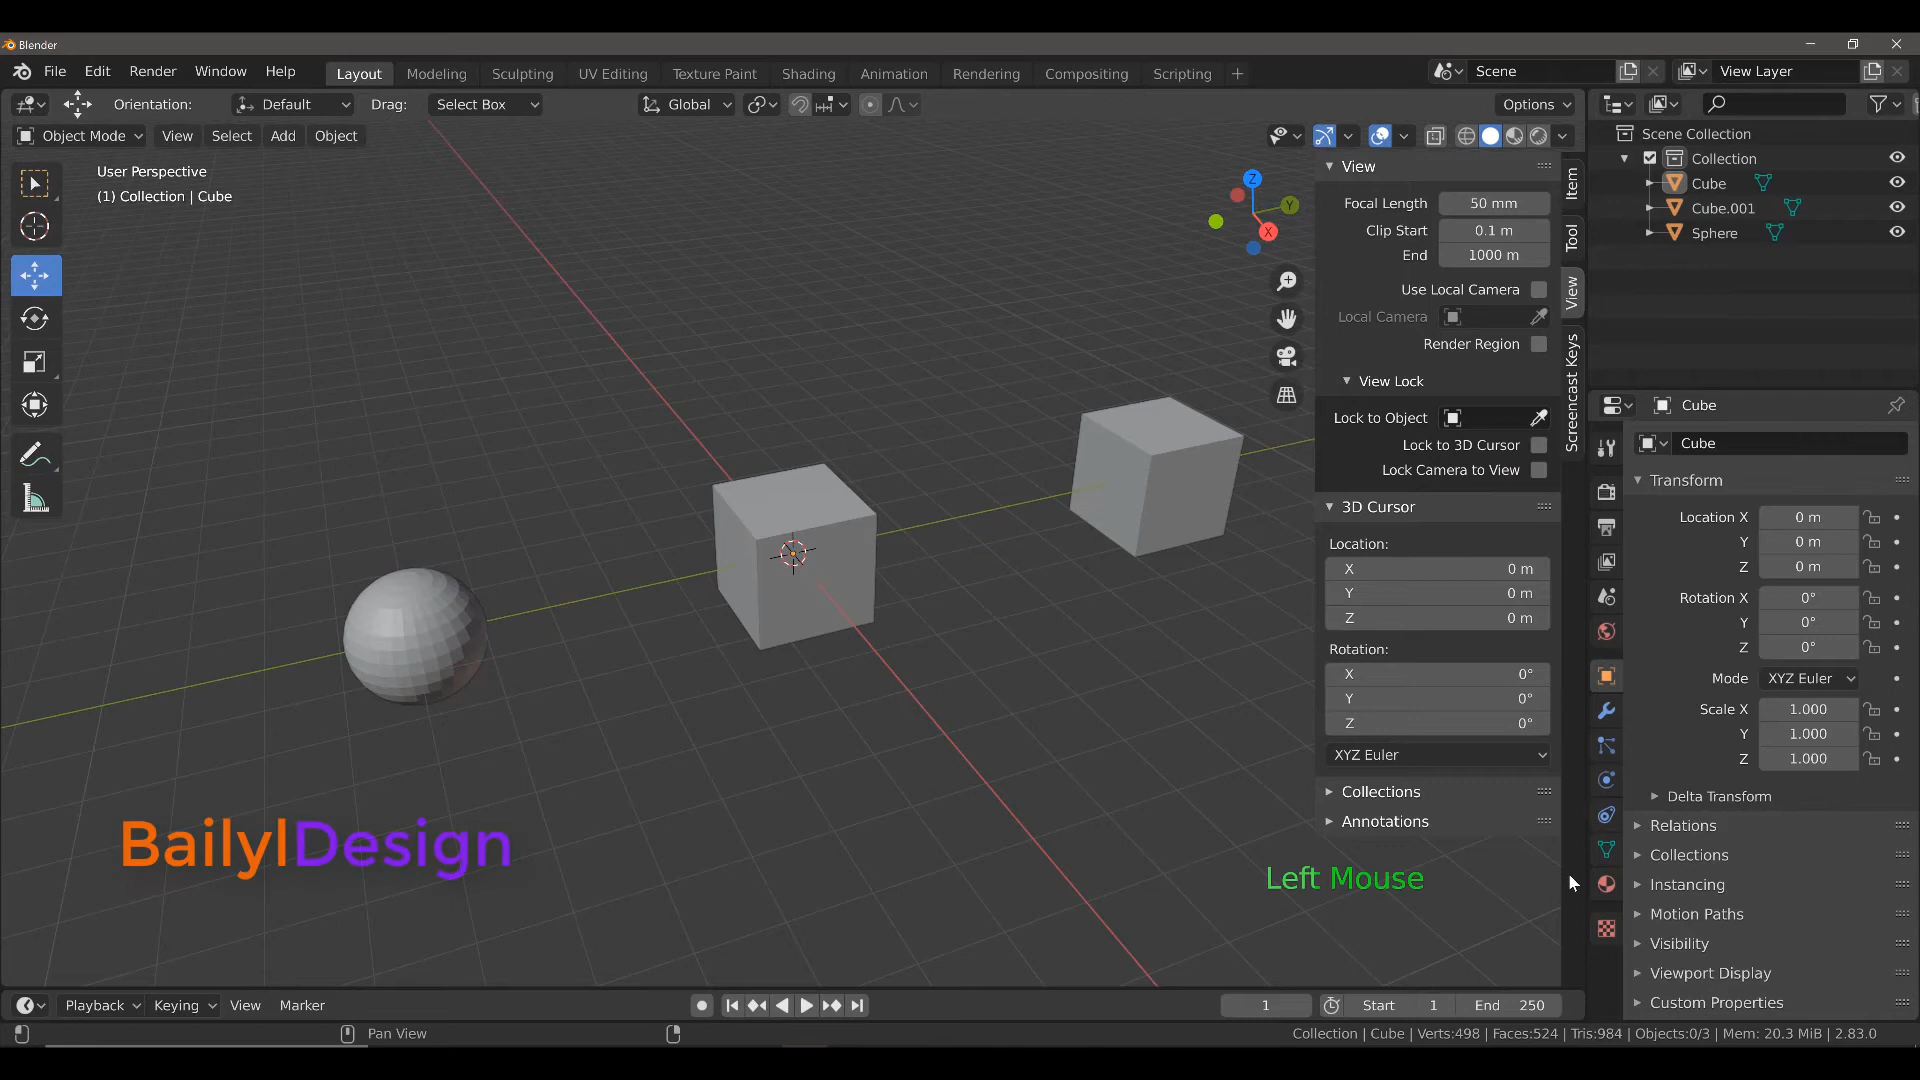 Blender
File Edit Render Window Help Layout Modeling Sculpting UV Editing Texture Paint Shading Animation Rendering Compositing Scripting + Scene View Layer
Orientation: Default Drag: Select Box Global Options
Object Mode View Select Add Object
User Perspective
(1) Collection | Cube
Z
Y
X
View
Focal Length 50 mm
Clip Start 0.1 m
End 1000 m
Use Local Camera
Local Camera
Render Region
View Lock
Lock to Object
Lock to 3D Cursor
Lock Camera to View
3D Cursor
Location:
X 0 m
Y 0 m
Z 0 m
Rotation:
X 0°
Y 0°
Z 0°
XYZ Euler
Collections
Annotations
Item
Tool
View
Screencast Keys
Scene Collection
Collection
Cube
Cube.001
Sphere
Cube
Cube
Transform
Location X 0 m
Y 0 m
Z 0 m
Rotation X 0°
Y 0°
Z 0°
Mode XYZ Euler
Scale X 1.000
Y 1.000
Z 1.000
Delta Transform
Relations
Collections
Instancing
Motion Paths
Visibility
Viewport Display
Custom Properties
BailylDesign
Left Mouse
Playback Keying View Marker 1 Start 1 End 250
Pan View Collection | Cube | Verts:498 | Faces:524 | Tris:984 | Objects:0/3 | Mem: 20.3 MiB | 2.83.0